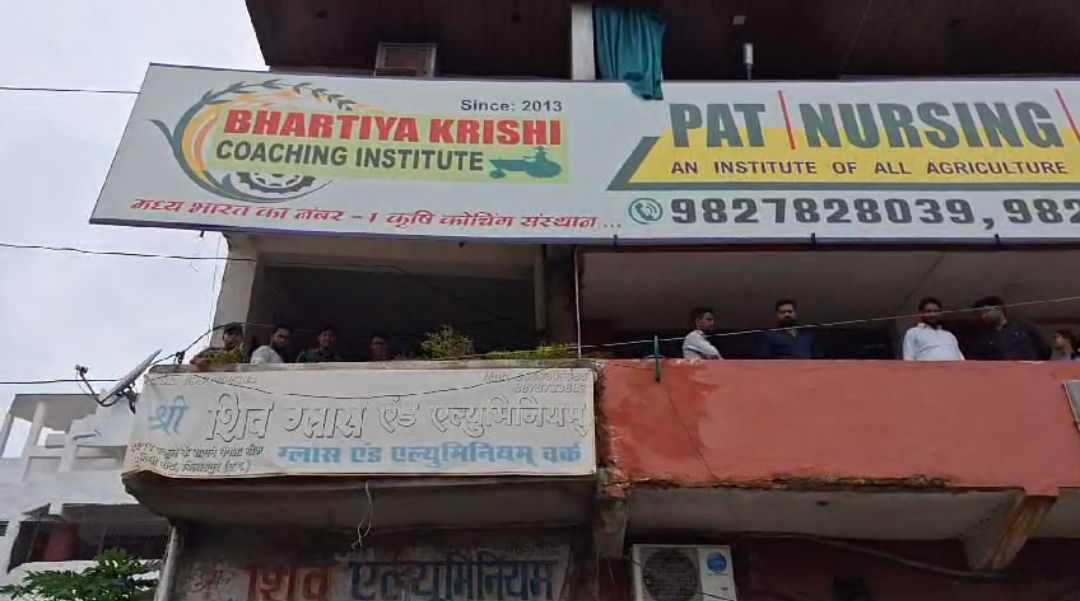 Since: 2013
BHARTIYA KRISHI
COACHING INSTITUTE
मध्य भारत का नंबर - 1 कृषि कोचिंग संस्थान ...
PAT | NURSING |
AN INSTITUTE OF ALL AGRICULTURE
9827828039, 982
श्री शिव ग्लास एंड एल्युमिनियम्
ग्लास एंड एल्युमिनियम् वर्क
शिव एल्युमिनियम